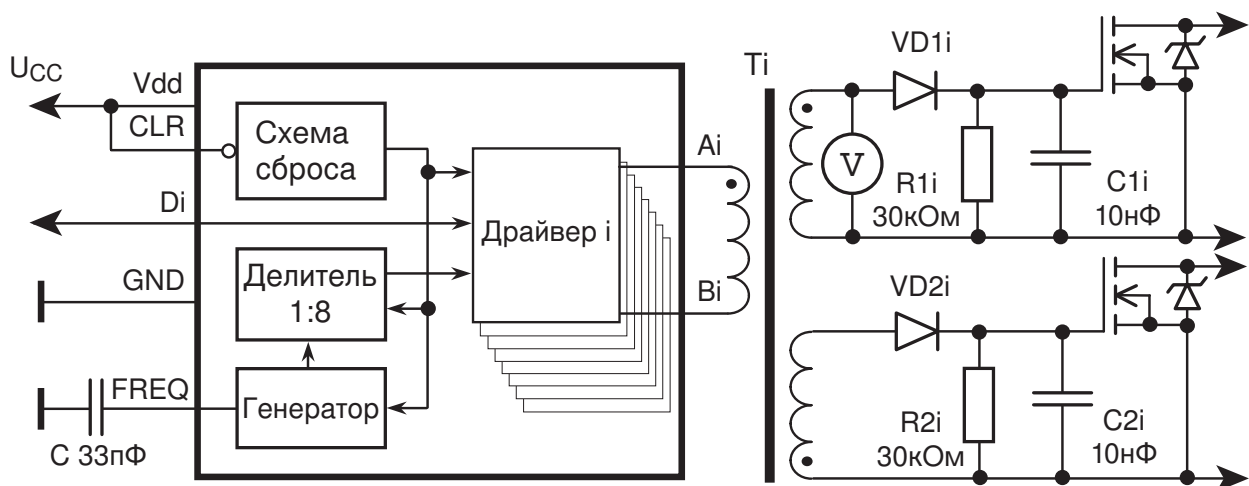 UCC
Vdd
CLR
Di
GND
FREQ
C 33пФ
Схема
сброса
Делитель
1:8
Генератор
Драйвер i
Ai
Bi
Ti
VD1i
V
R1i
30кОм
C1i
10нФ
VD2i
R2i
30кОм
C2i
10нФ